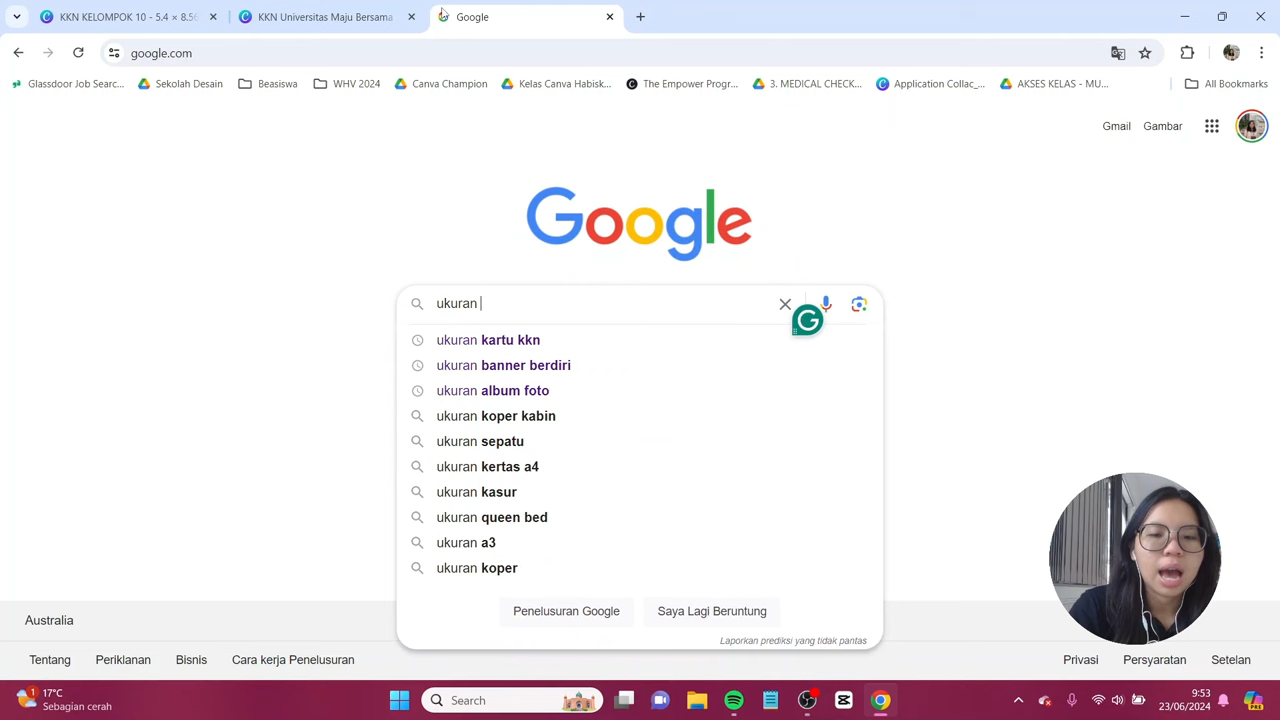 KKN KELOMPOK 10 - 5.4 × 8.56
KKN Universitas Maju Bersama
Google
google.com
Glassdoor Job Searc...
Sekolah Desain
Beasiswa
WHV 2024
Canva Champion
Kelas Canva Habisk...
The Empower Progr...
3. MEDICAL CHECK...
Application Collac_...
AKSES KELAS - MU...
All Bookmarks
Gmail
Gambar
Google
ukuran
ukuran kartu kkn
ukuran banner berdiri
ukuran album foto
ukuran koper kabin
ukuran sepatu
ukuran kertas a4
ukuran kasur
ukuran queen bed
ukuran a3
ukuran koper
Penelusuran Google
Saya Lagi Beruntung
Laporkan prediksi yang tidak pantas
Australia
Tentang
Periklanan
Bisnis
Cara kerja Penelusuran
Privasi
Persyaratan
Setelan
1
17°C
Sebagian cerah
Search
9:53
23/06/2024